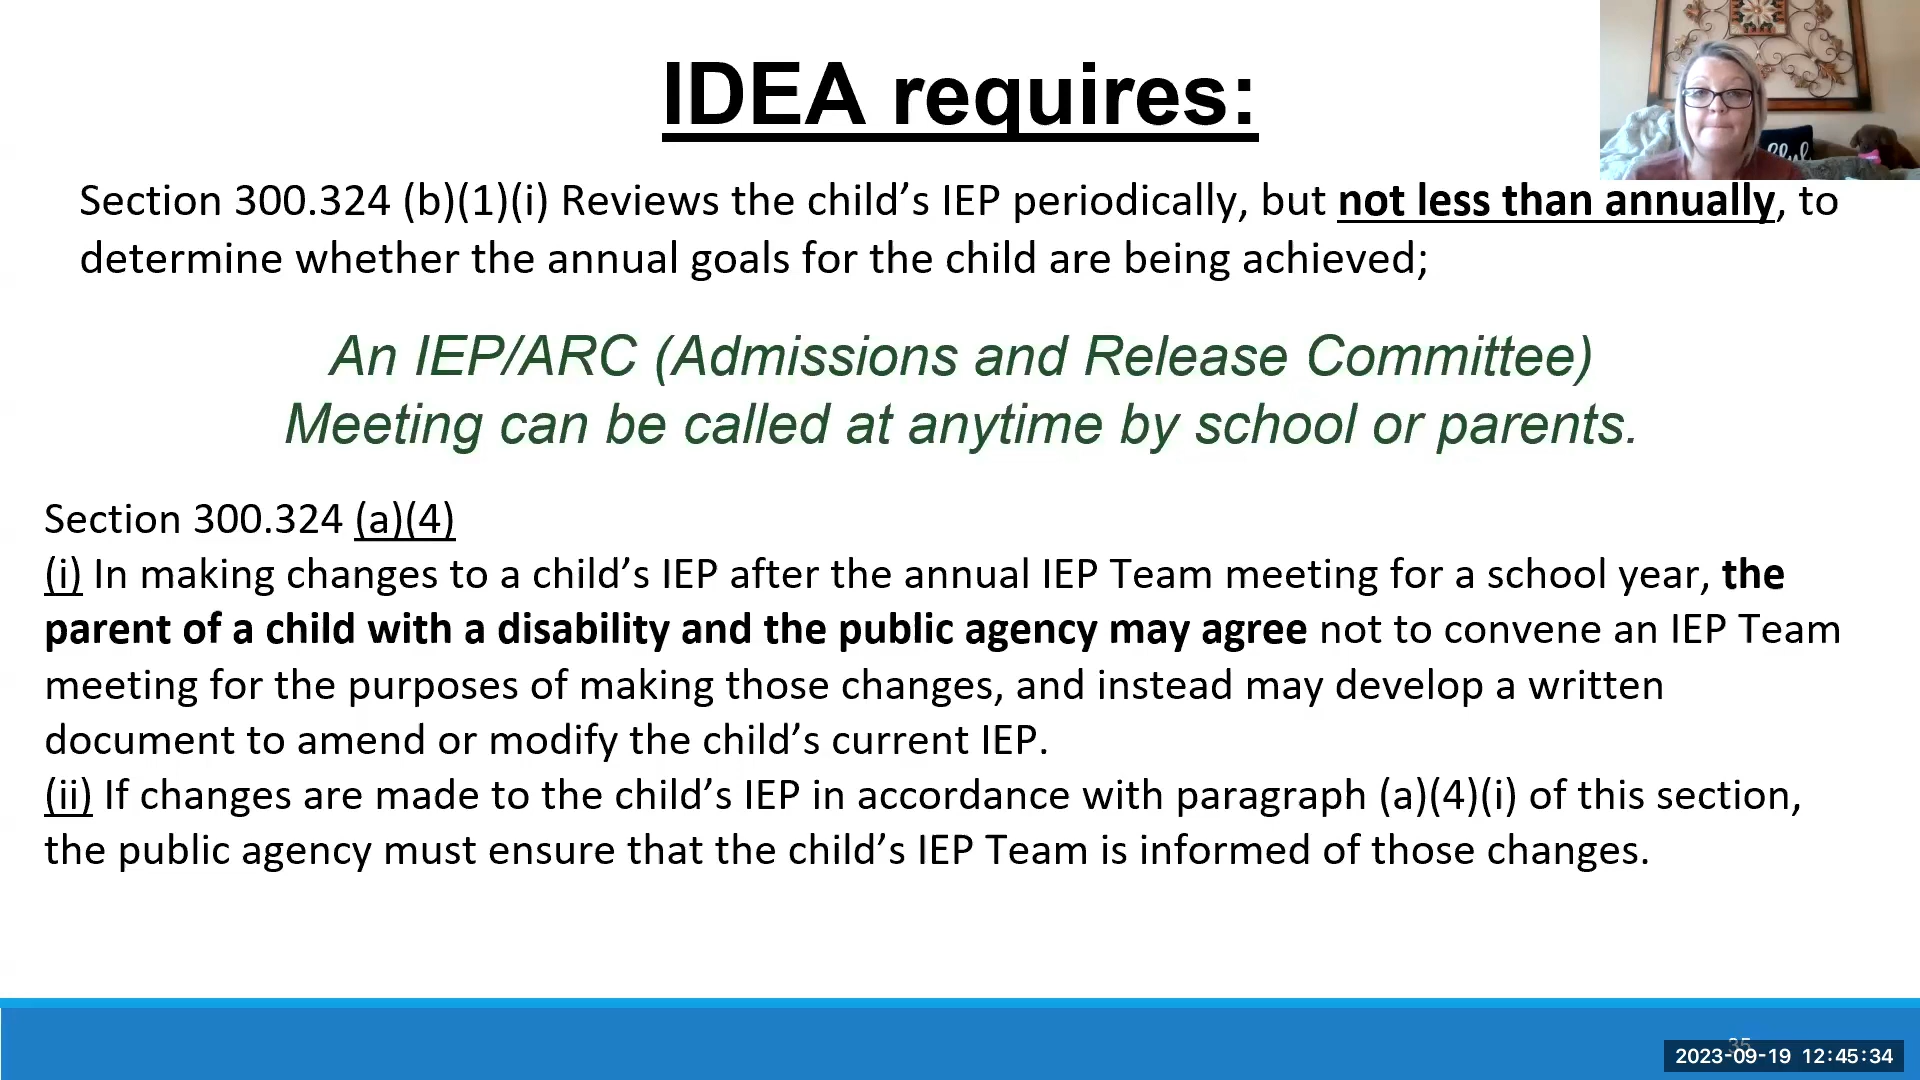 IDEA requires:
Section 300.324 (b)(1)(i) Reviews the child’s IEP periodically, but not less than annually, to
determine whether the annual goals for the child are being achieved;
An IEP/ARC (Admissions and Release Committee)
Meeting can be called at anytime by school or parents.
Section 300.324 (a)(4)
(i) In making changes to a child’s IEP after the annual IEP Team meeting for a school year, the
parent of a child with a disability and the public agency may agree not to convene an IEP Team
meeting for the purposes of making those changes, and instead may develop a written
document to amend or modify the child’s current IEP.
(ii) If changes are made to the child’s IEP in accordance with paragraph (a)(4)(i) of this section,
the public agency must ensure that the child’s IEP Team is informed of those changes.
35
2023-09-19 12:45:34